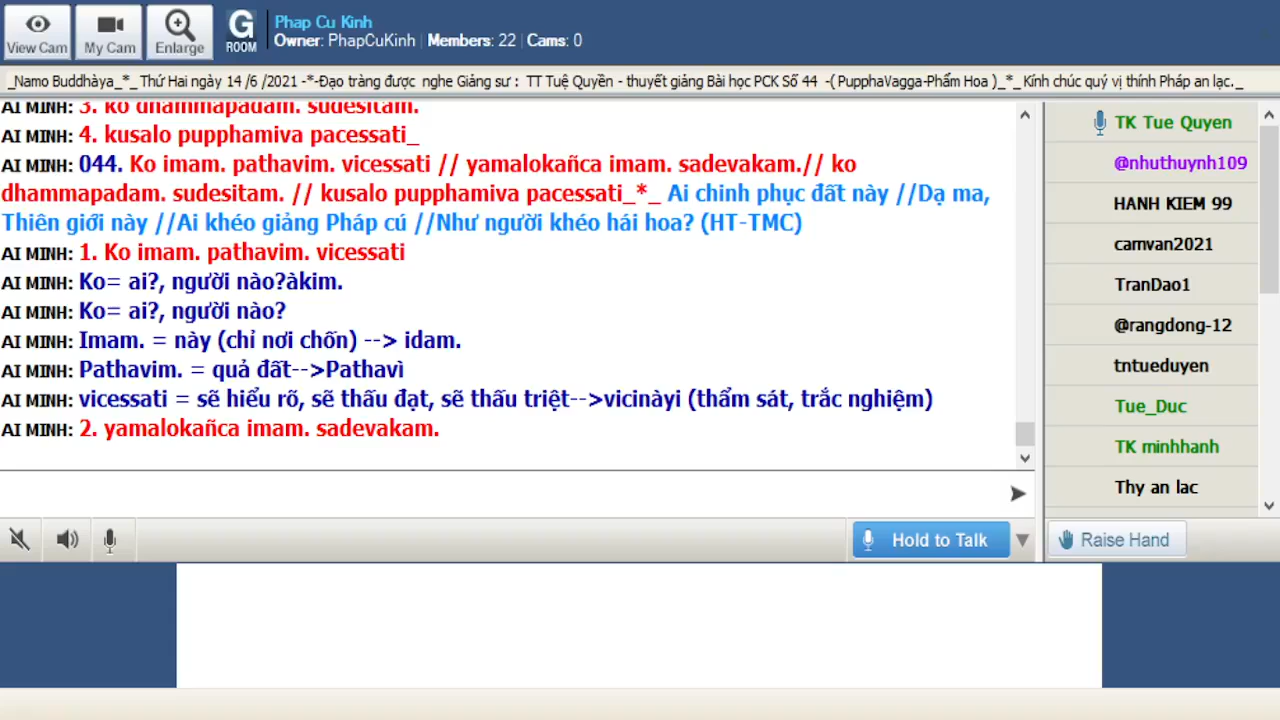 View Cam
My Cam
Enlarge
G
ROOM
Phap Cu Kinh
Owner: PhapCuKinh | Members: 22 | Cams: 0
_Namo Buddhàya_*_ Thứ Hai ngày 14 /6 /2021 -*-Đạo tràng được nghe Giảng sư : TT Tuệ Quyền - thuyết giảng Bài học PCK Số 44 -( PupphaVagga-Phẩm Hoa )_*_ Kính chúc quý vị thính Pháp an lạc._
AI MINH: 3. ko dhammapadam. sudesitam.
AI MINH: 4. kusalo pupphamiva pacessati_
AI MINH: 044. Ko imam. pathavim. vicessati // yamalokañca imam. sadevakam.// ko
dhammapadam. sudesitam. // kusalo pupphamiva pacessati_*_ Ai chinh phục đất này //Dạ ma,
Thiên giới này //Ai khéo giảng Pháp cú //Như người khéo hái hoa? (HT-TMC)
AI MINH: 1. Ko imam. pathavim. vicessati
AI MINH: Ko= ai?, người nào?àkim.
AI MINH: Ko= ai?, người nào?
AI MINH: Imam. = này (chỉ nơi chốn) --> idam.
AI MINH: Pathavim. = quả đất-->Pathavì
AI MINH: vicessati = sẽ hiểu rõ, sẽ thấu đạt, sẽ thấu triệt-->vicinàyi (thẩm sát, trắc nghiệm)
AI MINH: 2. yamalokañca imam. sadevakam.
TK Tue Quyen
@nhuthuynh109
HANH KIEM 99
camvan2021
TranDao1
@rangdong-12
tntueduyen
Tue_Duc
TK minhhanh
Thy an lac
Hold to Talk
Raise Hand